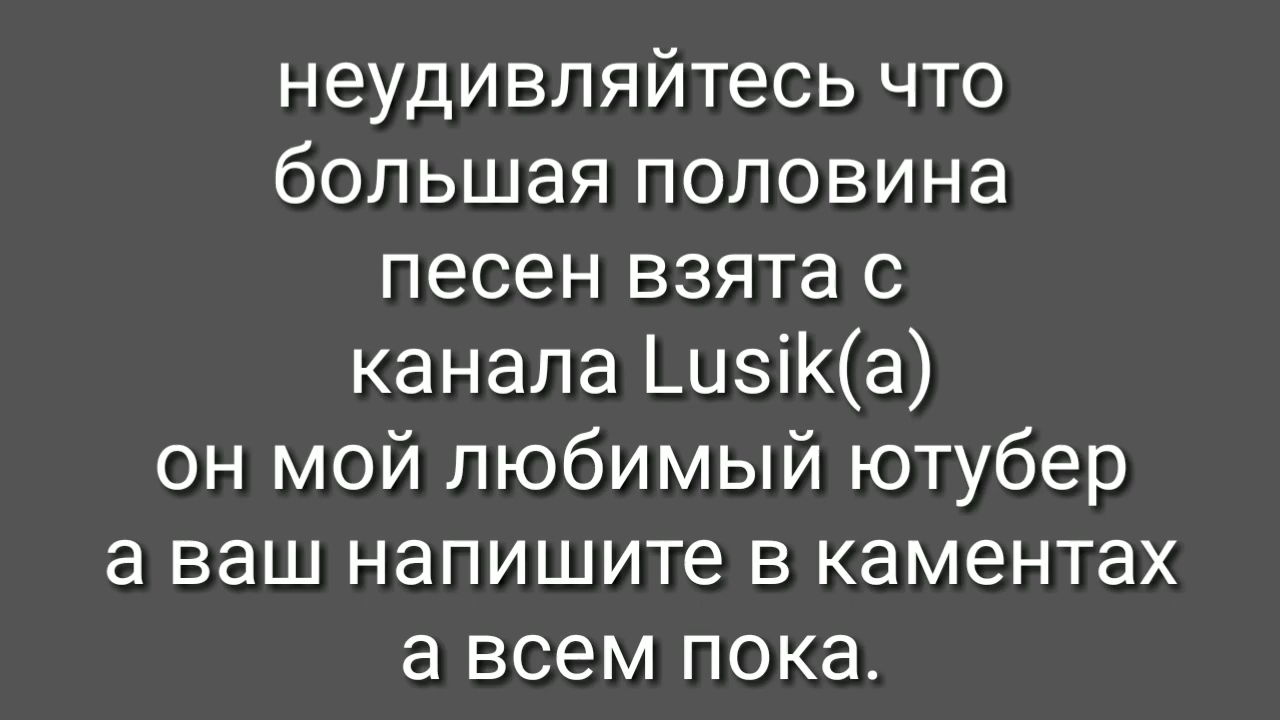 неудивляйтесь что
большая половина
песен взята с
канала Lusik(а)
он мой любимый ютубер
а ваш напишите в каментах
а всем пока.